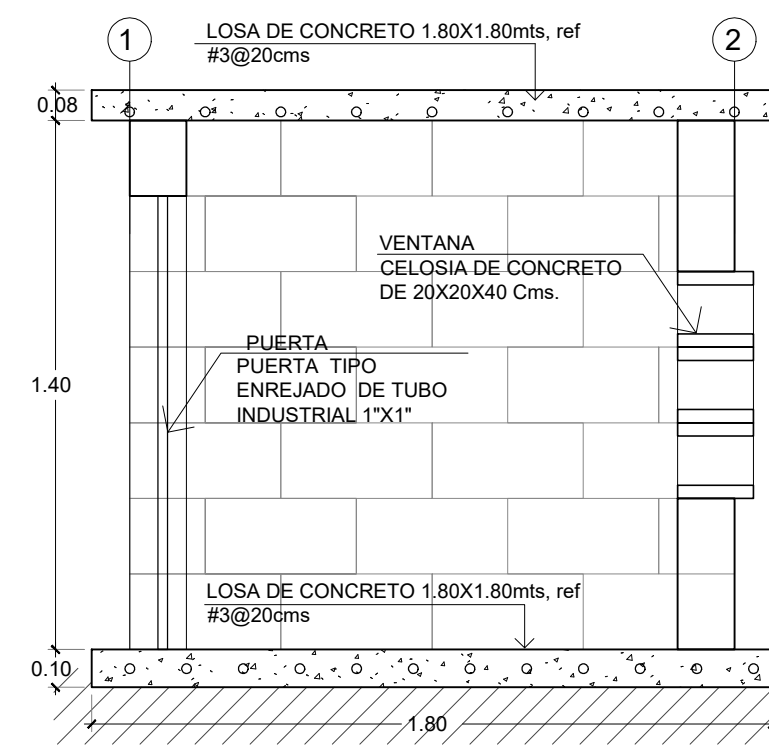 1
2
LOSA DE CONCRETO 1.80X1.80mts, ref
#3@20cms
0.08
VENTANA
CELOSIA DE CONCRETO
DE 20X20X40 Cms.
PUERTA
PUERTA TIPO
ENREJADO DE TUBO
INDUSTRIAL 1"X1"
1.40
LOSA DE CONCRETO 1.80X1.80mts, ref
#3@20cms
0.10
1.80